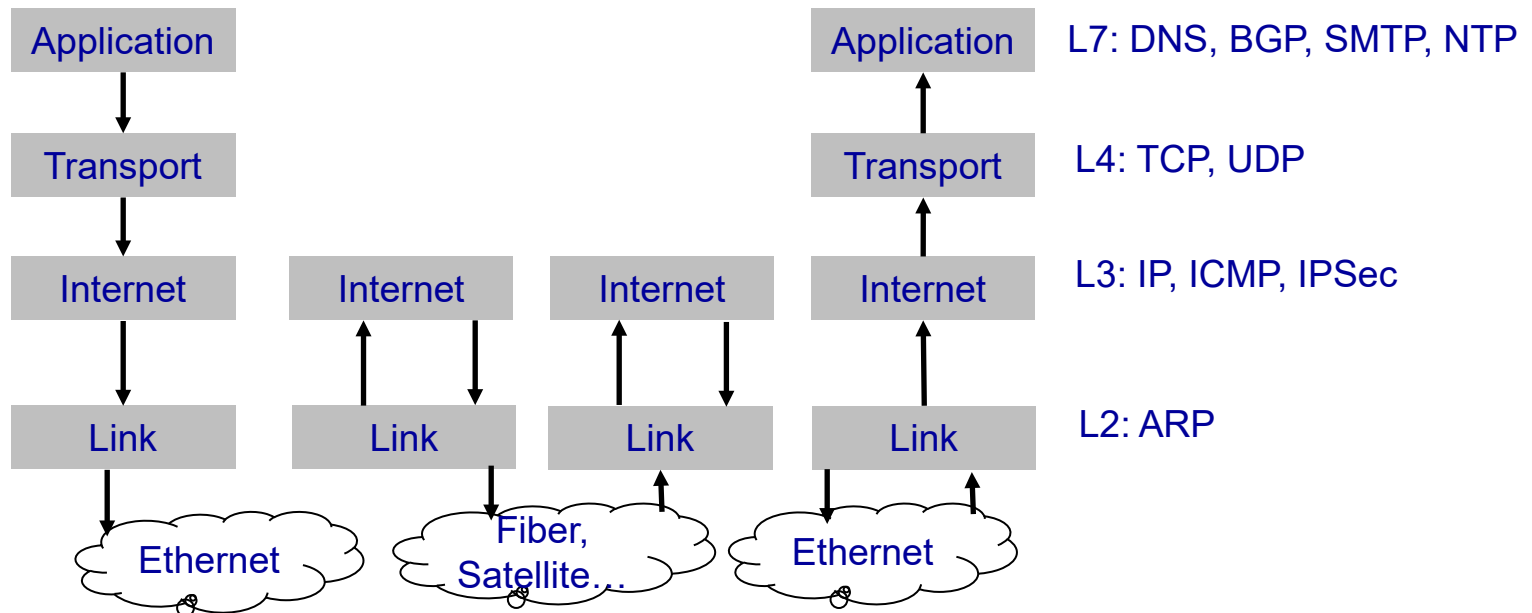 Application
Application
L7: DNS, BGP, SMTP, NTP
Transport
Transport
L4: TCP, UDP
Internet
Internet
Internet
Internet
L3: IP, ICMP, IPSec
Link
Link
Link
Link
L2: ARP
Ethernet
Fiber,
Satellite…
Ethernet